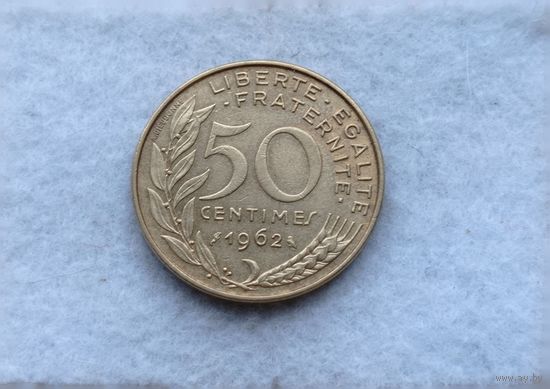 LIBERTE · EGALITE
· FRATERNITE ·
50
CENTIMES
1962
www.ay.by